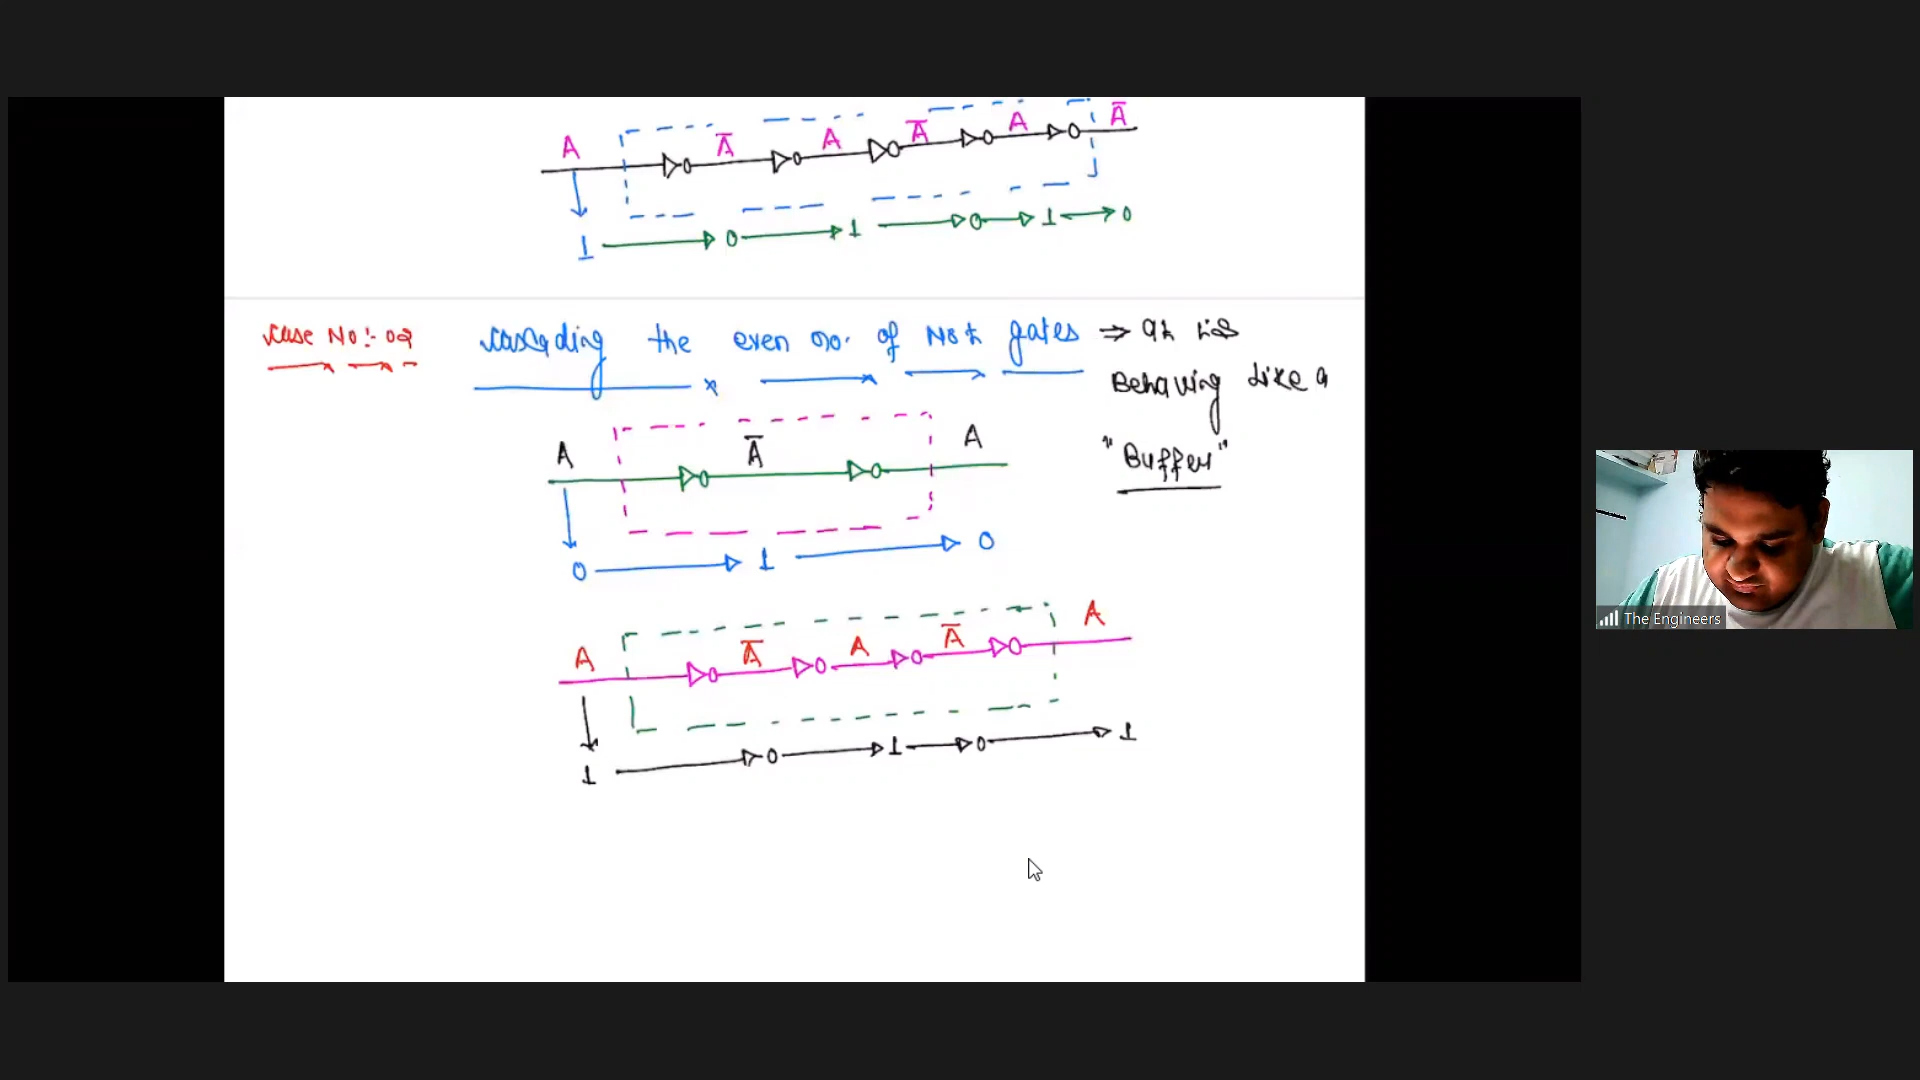 A Ā A Ā A Ā
1 0 1 0 1 0
Case No:- 02 Cascading the even no. of Not gates ⇒ It is
Behaving like a
"Buffer"
A Ā A
0 1 0
A Ā A Ā A
1 0 1 0 1
The Engineers